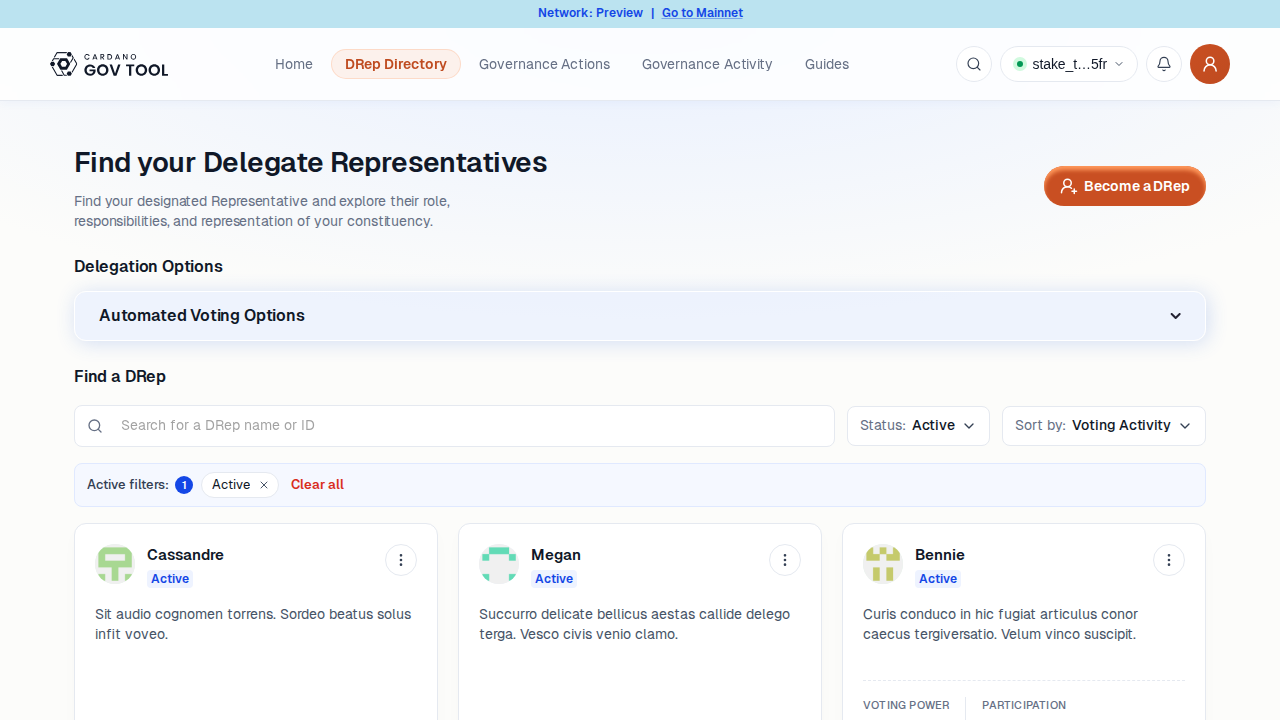 Network: Preview | Go to Mainnet
CARDANO
GOV TOOL
Home
DRep Directory
Governance Actions
Governance Activity
Guides
stake_t...5fr
Find your Delegate Representatives
Find your designated Representative and explore their role,
responsibilities, and representation of your constituency.
Become a DRep
Delegation Options
Automated Voting Options
Find a DRep
Search for a DRep name or ID
Status: Active
Sort by: Voting Activity
Active filters: 1 Active Clear all
Cassandre
Active
Sit audio cognomen torrens. Sordeo beatus solus
infit voveo.
Megan
Active
Succurro delicate bellicus aestas callide delego
terga. Vesco civis venio clamo.
Bennie
Active
Curis conduco in hic fugiat articulus conor
caecus tergiversatio. Velum vinco suscipit.
VOTING POWER
PARTICIPATION